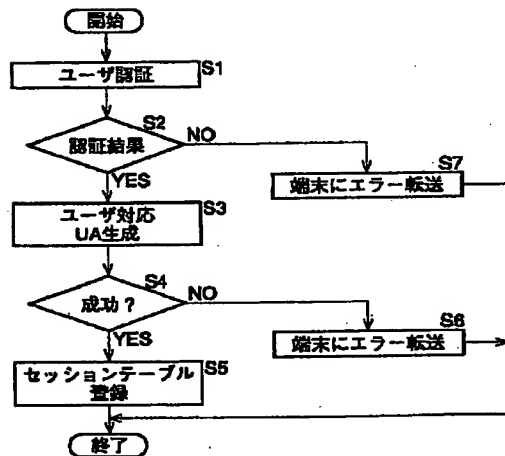 開始
ユーザ認証
S1
S2
認証結果
NO
YES
S7
端末にエラー転送
S3
ユーザ対応
UA生成
S4
成功？
NO
YES
S6
端末にエラー転送
S5
セッションテーブル
登録
終了